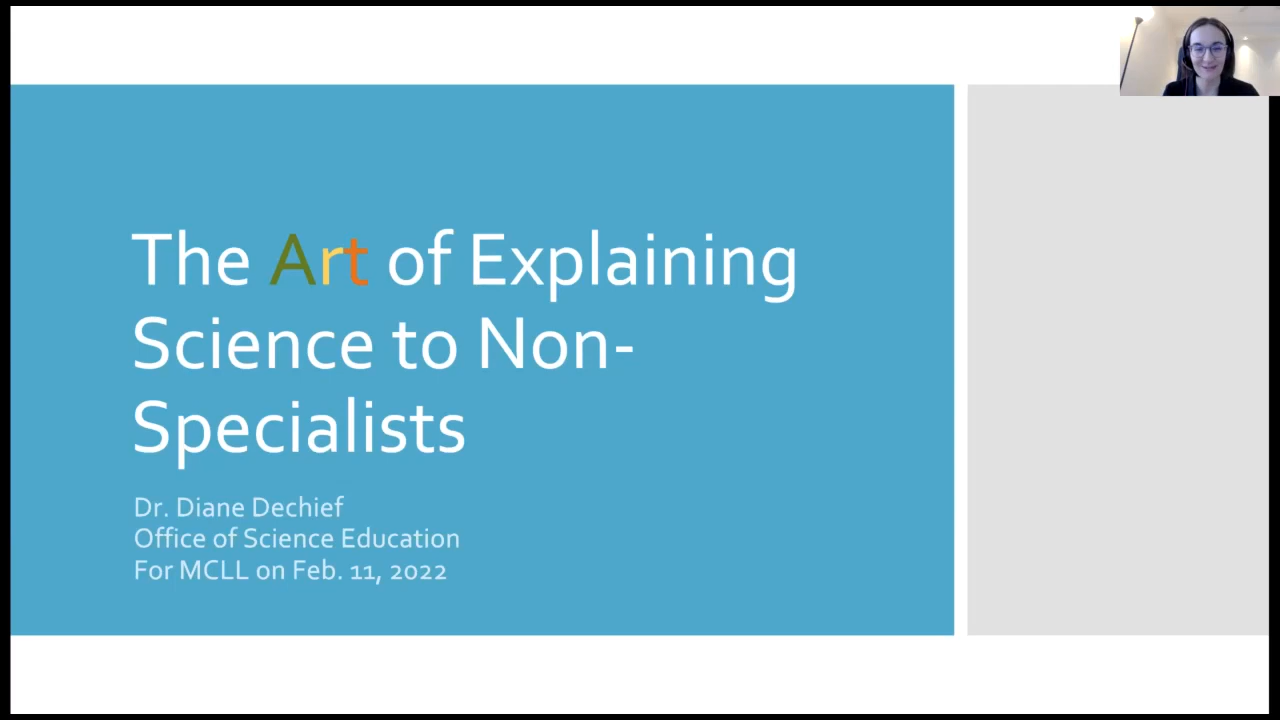 The Art of Explaining
Science to Non-
Specialists
Dr. Diane Dechief
Office of Science Education
For MCLL on Feb. 11, 2022